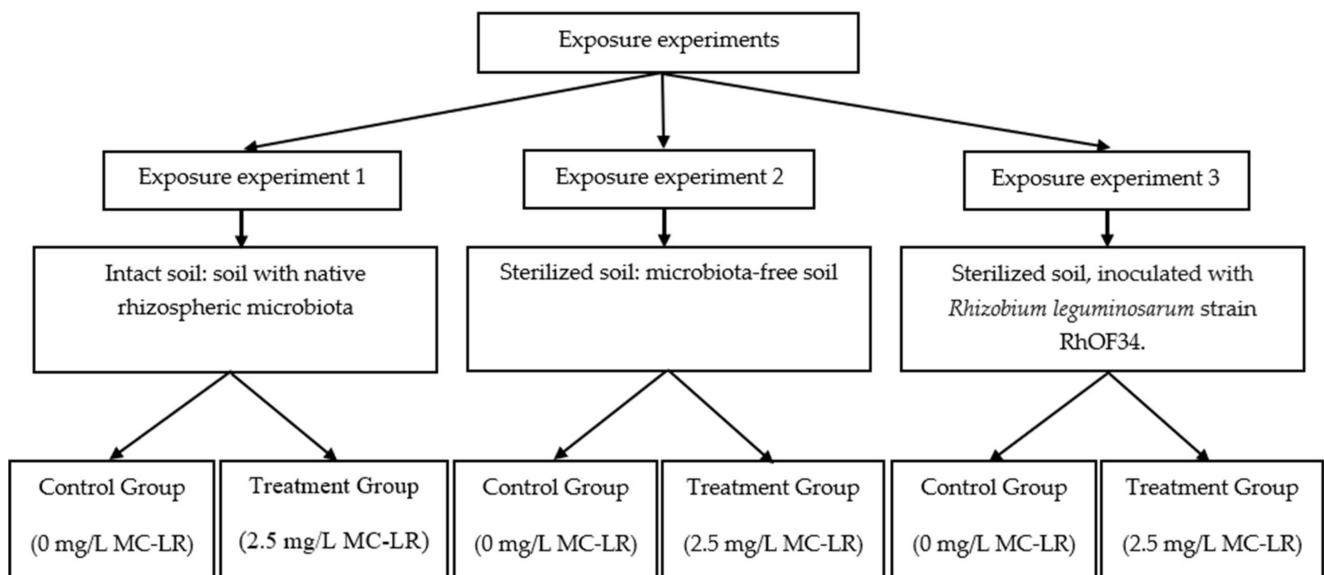 Exposure experiments
Exposure experiment 1
Exposure experiment 2
Exposure experiment 3
Intact soil: soil with native
rhizospheric microbiota
Sterilized soil: microbiota-free soil
Sterilized soil, inoculated with
Rhizobium leguminosarum strain
RhOF34.
Control Group
(0 mg/L MC-LR)
Treatment Group
(2.5 mg/L MC-LR)
Control Group
(0 mg/L MC-LR)
Treatment Group
(2.5 mg/L MC-LR)
Control Group
(0 mg/L MC-LR)
Treatment Group
(2.5 mg/L MC-LR)